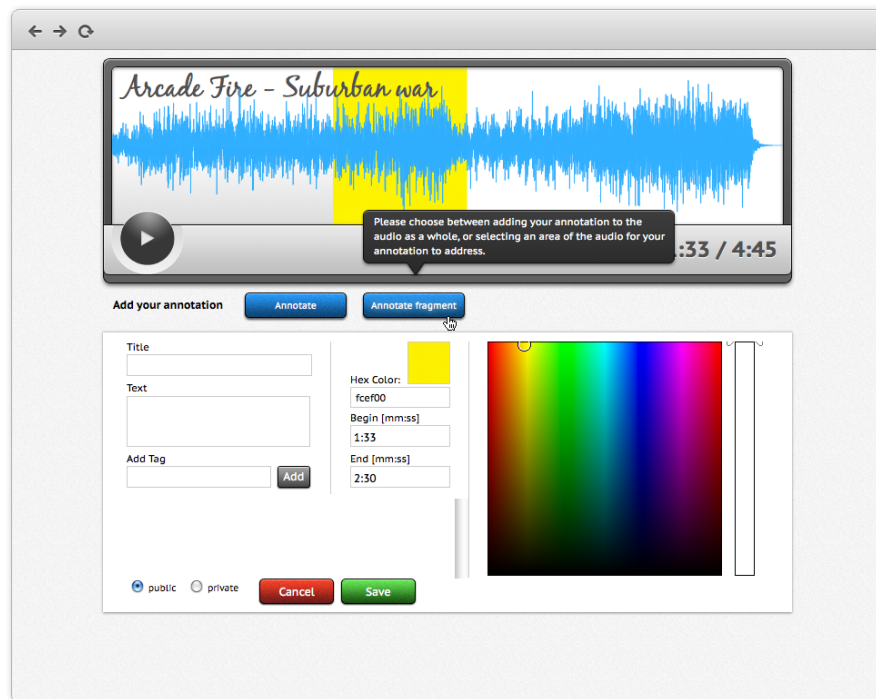 Arcade Fire - Suburban war
Please choose between adding your annotation to the
audio as a whole, or selecting an area of the audio for your
annotation to address.
:33 / 4:45
Add your annotation
Annotate
Annotate fragment
Title
Text
Add Tag
Add
Hex Color:
fcef00
Begin [mm:ss]
1:33
End [mm:ss]
2:30
public
private
Cancel
Save